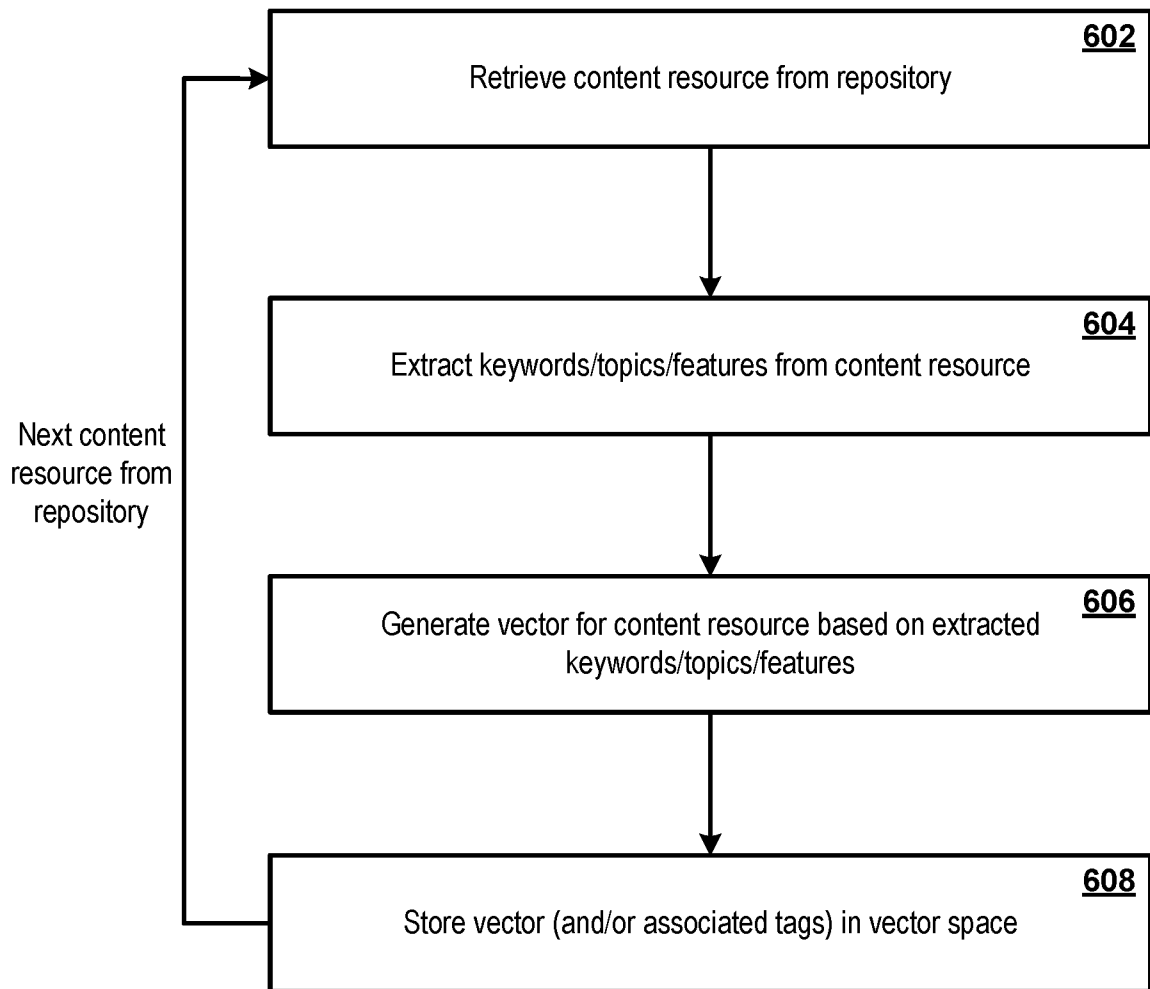 602
Retrieve content resource from repository
604
Extract keywords/topics/features from content resource
Next content
resource from
repository
606
Generate vector for content resource based on extracted
keywords/topics/features
608
Store vector (and/or associated tags) in vector space